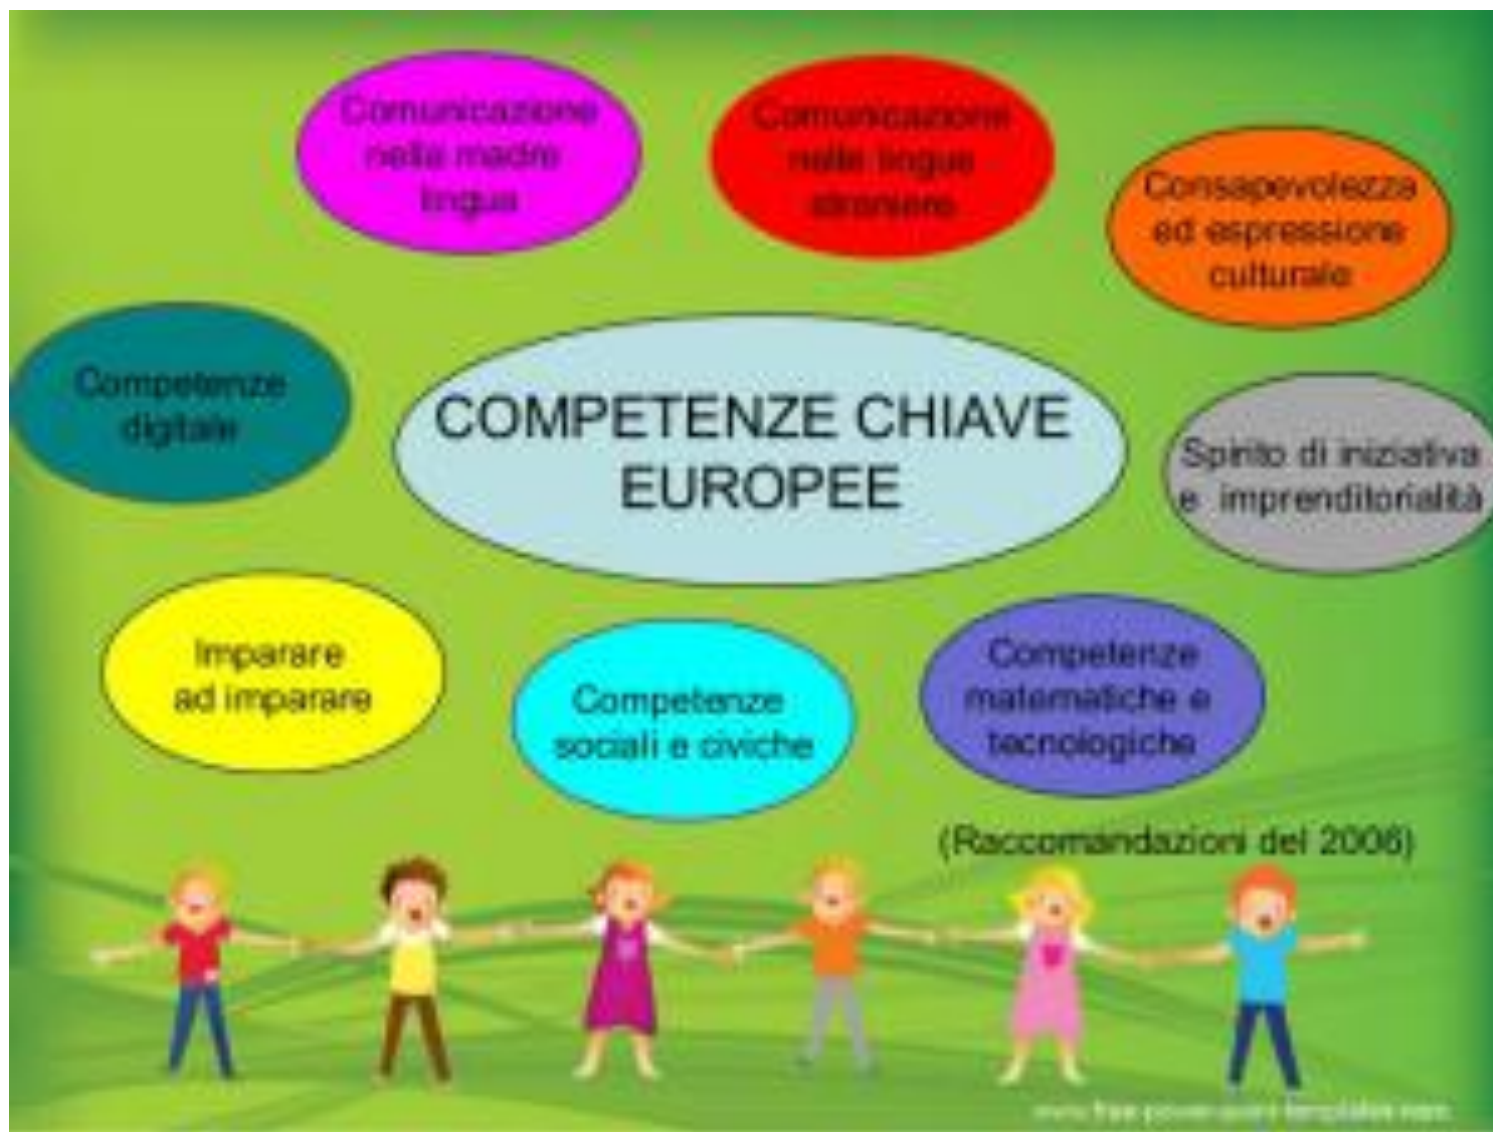 Comunicazione
nella madre
lingua
Comunicazione
nelle lingue
straniere
Consapevolezza
ed espressione
culturale
Competenze
digitale
COMPETENZE CHIAVE
EUROPEE
Spirito di iniziativa
e imprenditorialità
Imparare
ad imparare
Competenze
sociali e civiche
Competenze
matematiche e
tecnologiche
(Raccomandazioni del 2006)